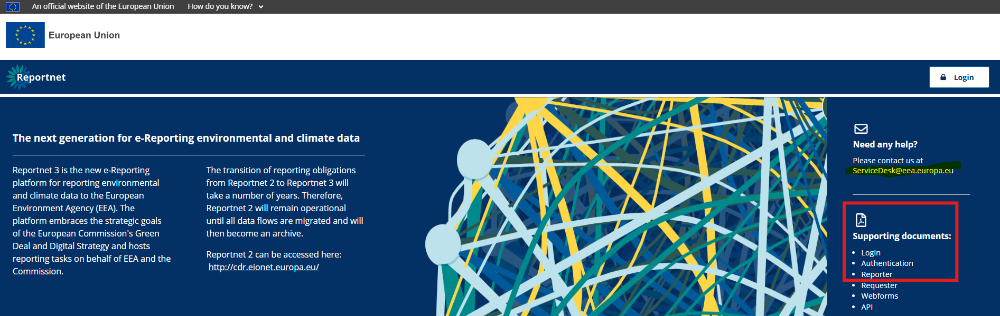 An official website of the European Union How do you know?
European Union
Reportnet
Login
The next generation for e-Reporting environmental and climate data
Reportnet 3 is the new e-Reporting
platform for reporting environmental
and climate data to the European
Environment Agency (EEA). The
platform embraces the strategic goals
of the European Commission's Green
Deal and Digital Strategy and hosts
reporting tasks on behalf of EEA and the
Commission.
The transition of reporting obligations
from Reportnet 2 to Reportnet 3 will
take a number of years. Therefore,
Reportnet 2 will remain operational
until all data flows are migrated and will
then become an archive.
Reportnet 2 can be accessed here:
http://cdr.eionet.europa.eu/
Need any help?
Please contact us at
ServiceDesk@eea.europa.eu
Supporting documents:
• Login
• Authentication
• Reporter
• Requester
• Webforms
• API